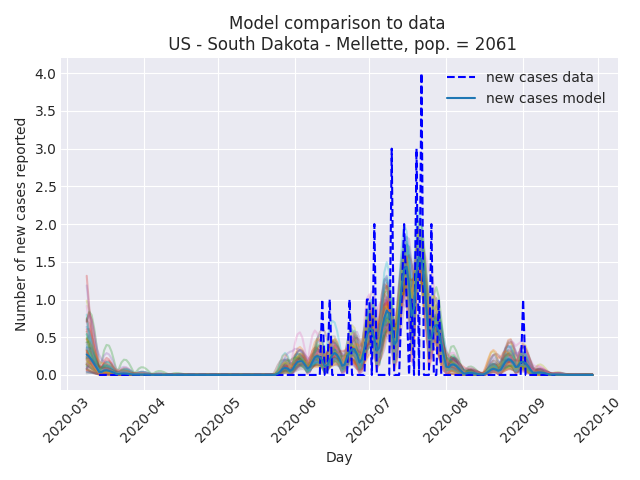 Model comparison to data
US - South Dakota - Mellette, pop. = 2061
new cases data
new cases model
Number of new cases reported
4.0
3.5
3.0
2.5
2.0
1.5
1.0
0.5
0.0
2020-03
2020-04
2020-05
2020-06
2020-07
2020-08
2020-09
2020-10
Day